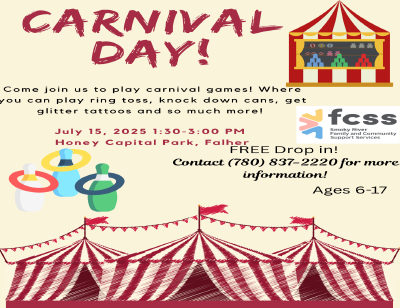 CARNIVAL
DAY!
Come join us to play carnival games! Where
you can play ring toss, knock down cans, get
glitter tattoos and so much more!
July 15, 2025 1:30-3:00 PM
Honey Capital Park, Falher
fcss
Smoky River
Family and Community
Support Services
FREE Drop in!
Contact (780) 837-2220 for more
information!
Ages 6-17